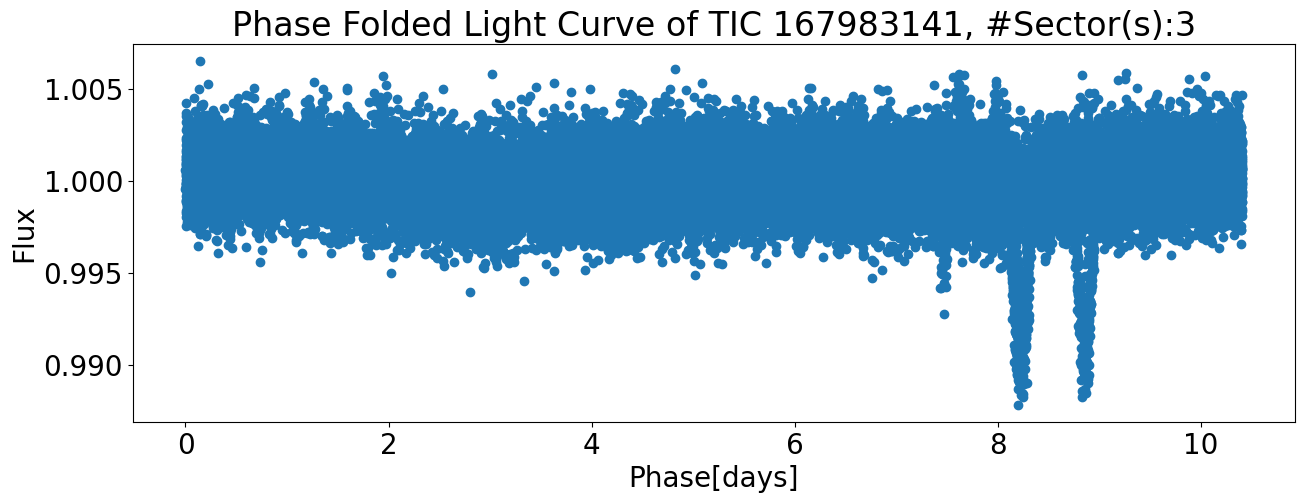 Phase Folded Light Curve of TIC 167983141, #Sector(s):3
1.005
1.000
0.995
0.990
Flux
0 2 4 6 8 10
Phase[days]